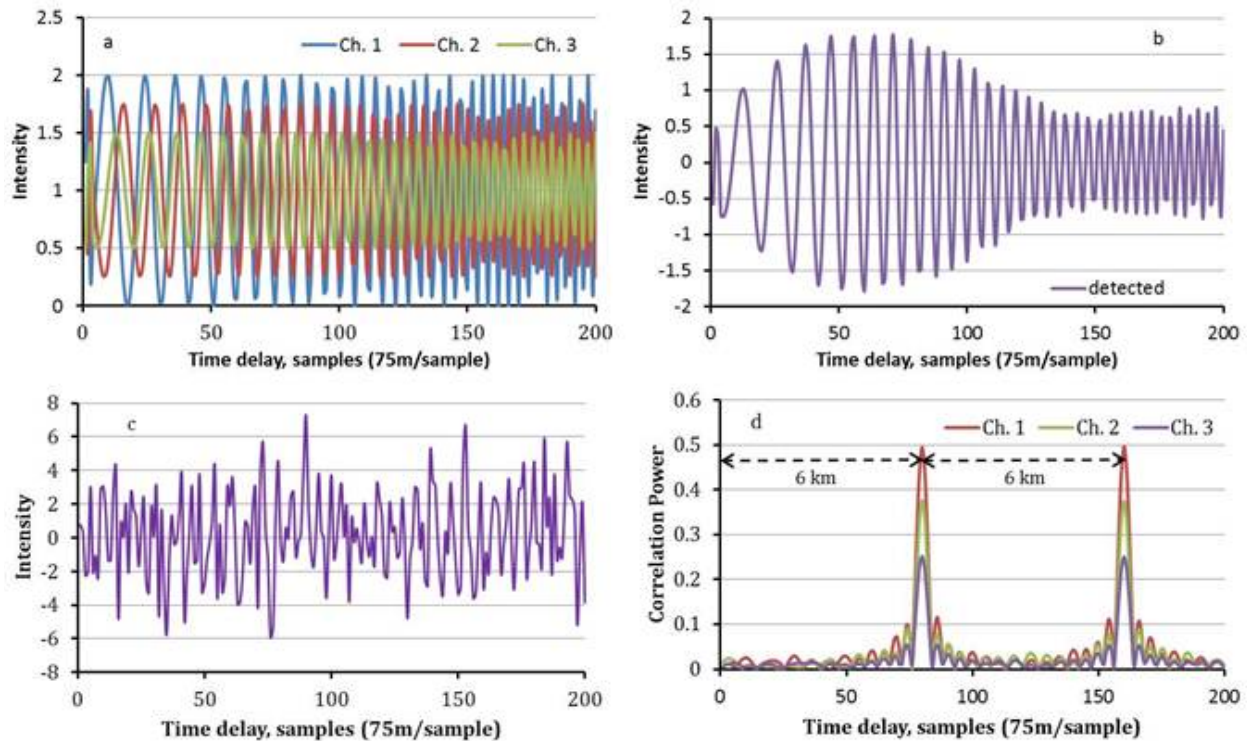 a
Ch. 1 Ch. 2 Ch. 3
2.5
2
1.5
1
0.5
0
Intensity
0 50 100 150 200
Time delay, samples (75m/sample)
b
2
1.5
1
0.5
0
-0.5
-1
-1.5
-2
Intensity
detected
0 50 100 150 200
Time delay, samples (75m/sample)
c
8
6
4
2
0
-2
-4
-6
-8
Intensity
0 50 100 150 200
Time delay, samples (75m/sample)
d
Ch. 1 Ch. 2 Ch. 3
0.6
0.5
0.4
0.3
0.2
0.1
0
Correlation Power
6 km 6 km
0 50 100 150 200
Time delay, samples (75m/sample)